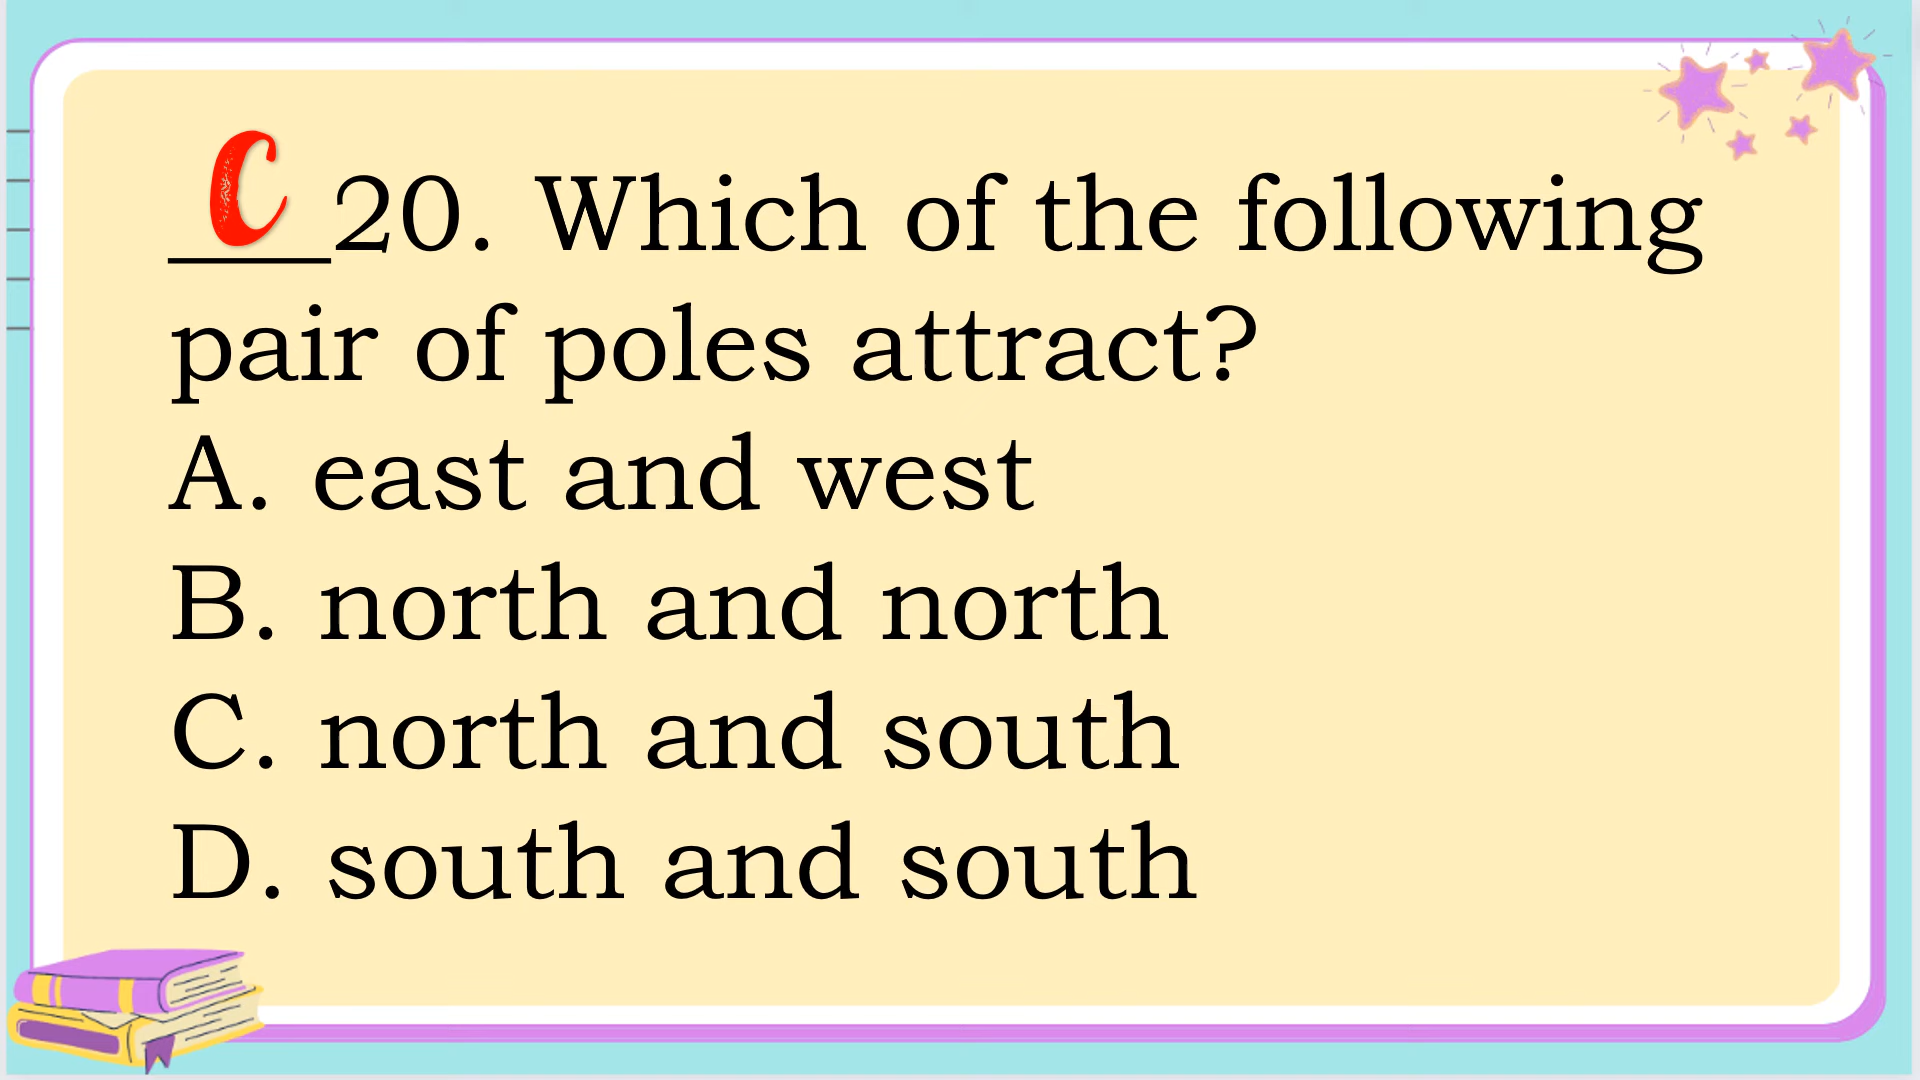 C
___20. Which of the following
pair of poles attract?
A. east and west
B. north and north
C. north and south
D. south and south